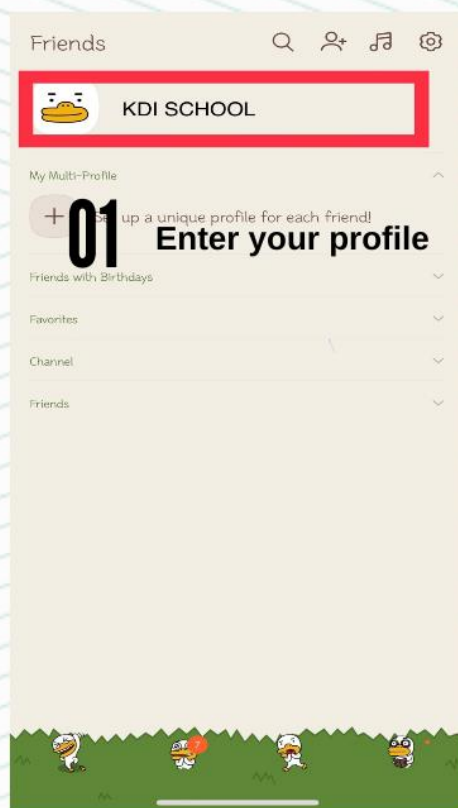 Friends
KDI SCHOOL
My Multi-Profile
up a unique profile for each friend!
01 Enter your profile
Friends with Birthdays
Favorites
Channel
Friends
7